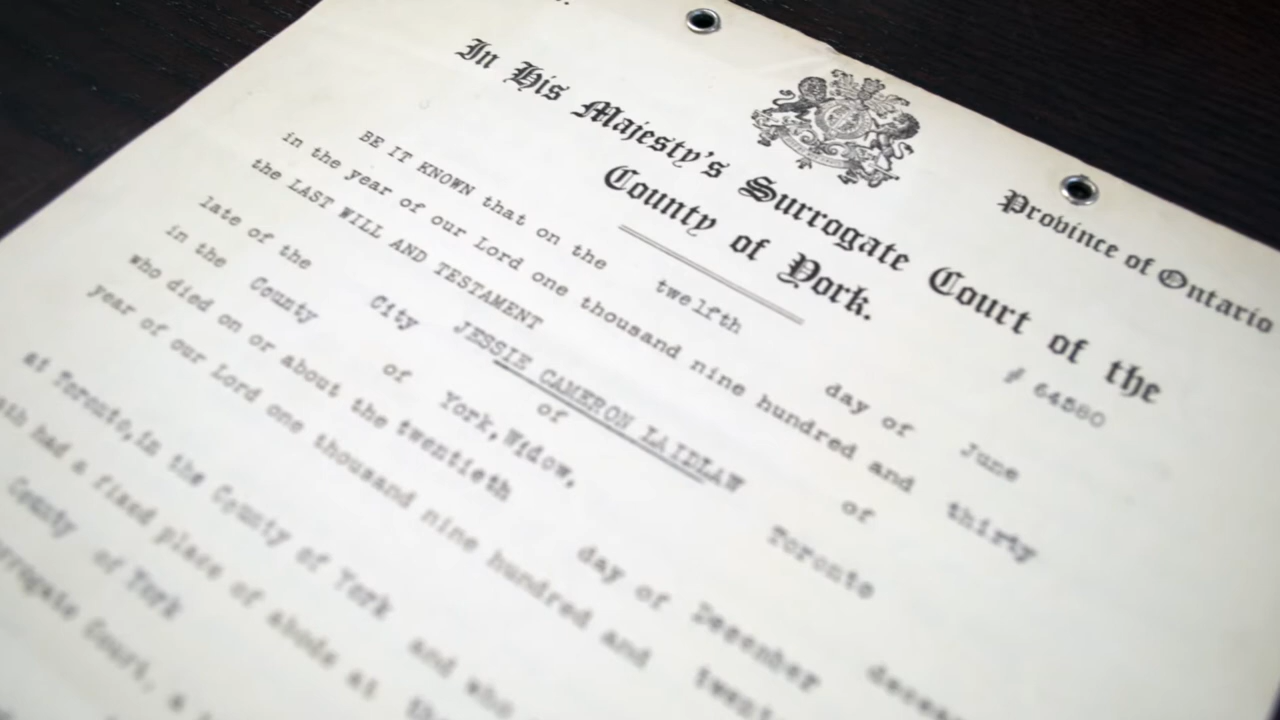 Province of Ontario
In His Majesty's Surrogate Court of the
County of York.
BE IT KNOWN that on the twelfth day of June
in the year of our Lord one thousand nine hundred and thirty
the LAST WILL AND TESTAMENT of
JESSIE CAMERON LAIDLAW
late of the City of Toronto
in the County of York, Widow,
who died on or about the twentieth day of December
year of our Lord one thousand nine hundred and
at Toronto, in the County of York and who
had a fixed place of abode at
County of York
Court,